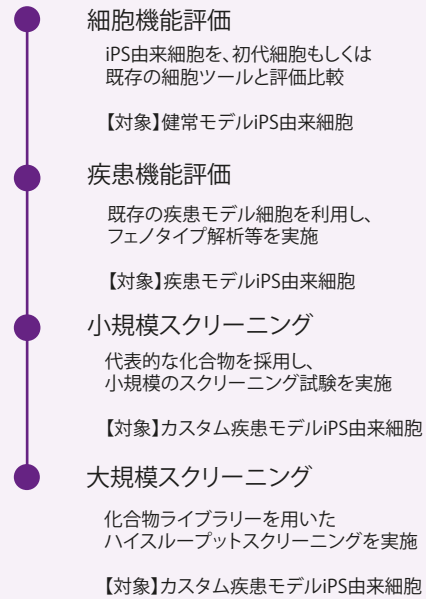 細胞機能評価
iPS由来細胞を、初代細胞もしくは
既存の細胞ツールと評価比較
【対象】健常モデルiPS由来細胞
疾患機能評価
既存の疾患モデル細胞を利用し、
フェノタイプ解析等を実施
【対象】疾患モデルiPS由来細胞
小規模スクリーニング
代表的な化合物を採用し、
小規模のスクリーニング試験を実施
【対象】カスタム疾患モデルiPS由来細胞
大規模スクリーニング
化合物ライブラリーを用いた
ハイスループットスクリーニングを実施
【対象】カスタム疾患モデルiPS由来細胞